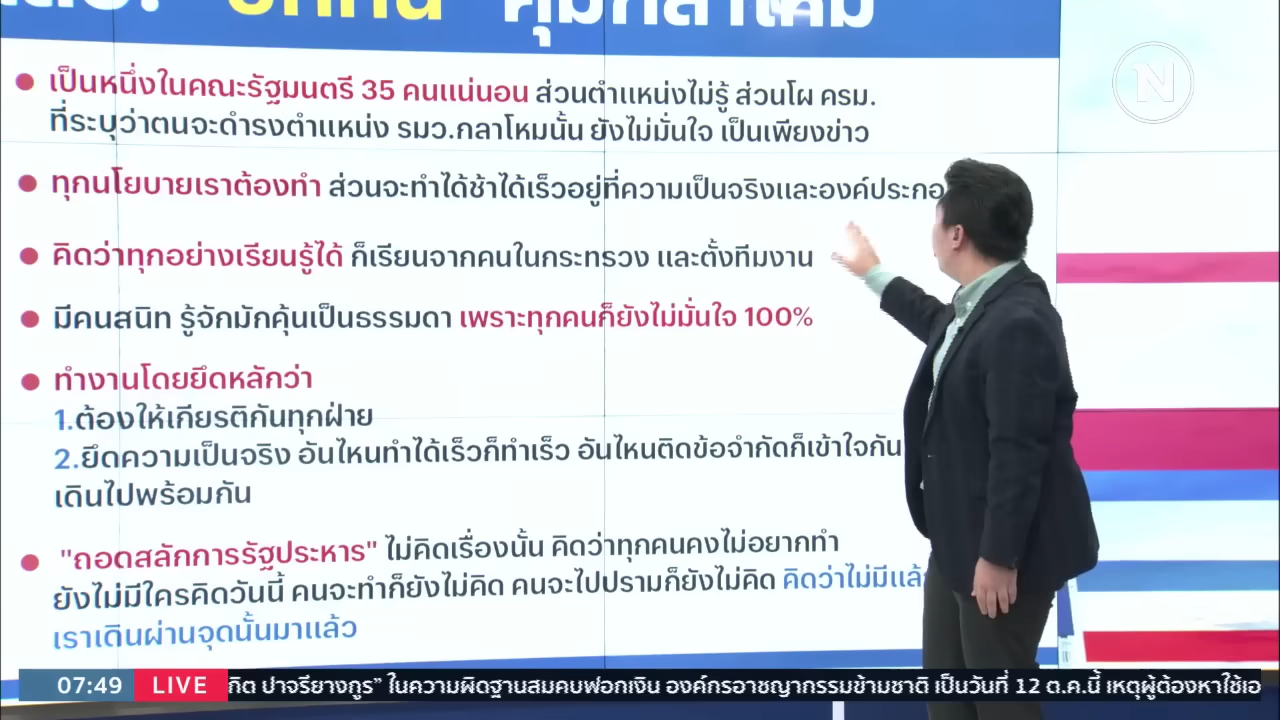 "บิ๊กทิน" คุมกลาโหม
N
เป็นหนึ่งในคณะรัฐมนตรี 35 คนแน่นอน ส่วนตำแหน่งไม่รู้ ส่วนโผ ครม.
ที่ระบุว่าตนจะดำรงตำแหน่ง รมว.กลาโหมนั้น ยังไม่มั่นใจ เป็นเพียงข่าว
ทุกนโยบายเราต้องทำ ส่วนจะทำได้ช้าได้เร็วอยู่ที่ความเป็นจริงและองค์ประกอ
คิดว่าทุกอย่างเรียนรู้ได้ ก็เรียนจากคนในกระทรวง และตั้งทีมงาน
มีคนสนิท รู้จักมักคุ้นเป็นธรรมดา เพราะทุกคนก็ยังไม่มั่นใจ 100%
ทำงานโดยยึดหลักว่า
1.ต้องให้เกียรติกันทุกฝ่าย
2.ยึดความเป็นจริง อันไหนทำได้เร็วก็ทำเร็ว อันไหนติดข้อจำกัดก็เข้าใจกัน
เดินไปพร้อมกัน
"ถอดสลักการรัฐประหาร" ไม่คิดเรื่องนั้น คิดว่าทุกคนคงไม่อยากทำ
ยังไม่มีใครคิดวันนี้ คนจะทำก็ยังไม่คิด คนจะไปปรามก็ยังไม่คิด คิดว่าไม่มีแล้
เราเดินผ่านจุดนั้นมาแล้ว
07:49 LIVE กิต ปาจรียางกูร" ในความผิดฐานสมคบฟอกเงิน องค์กรอาชญากรรมข้ามชาติ เป็นวันที่ 12 ต.ค.นี้ เหตุผู้ต้องหาใช้เอ